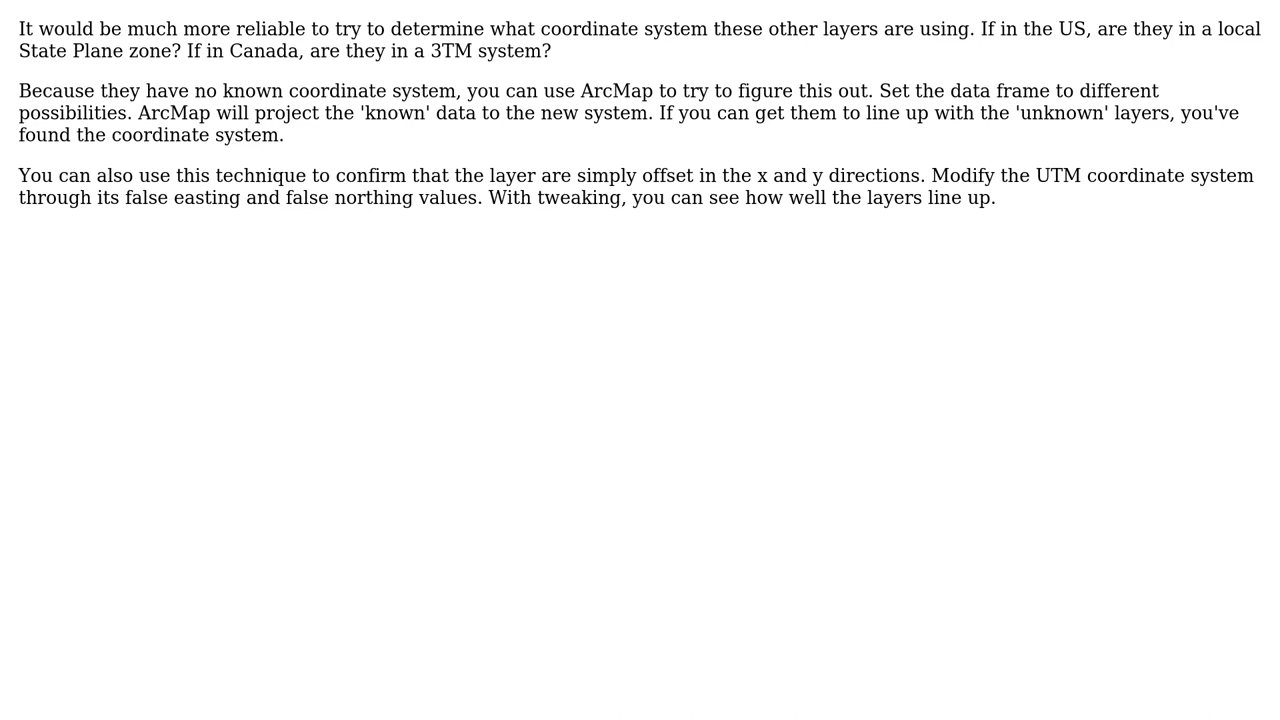 It would be much more reliable to try to determine what coordinate system these other layers are using. If in the US, are they in a local
State Plane zone? If in Canada, are they in a 3TM system?
Because they have no known coordinate system, you can use ArcMap to try to figure this out. Set the data frame to different
possibilities. ArcMap will project the 'known' data to the new system. If you can get them to line up with the 'unknown' layers, you've
found the coordinate system.
You can also use this technique to confirm that the layer are simply offset in the x and y directions. Modify the UTM coordinate system
through its false easting and false northing values. With tweaking, you can see how well the layers line up.